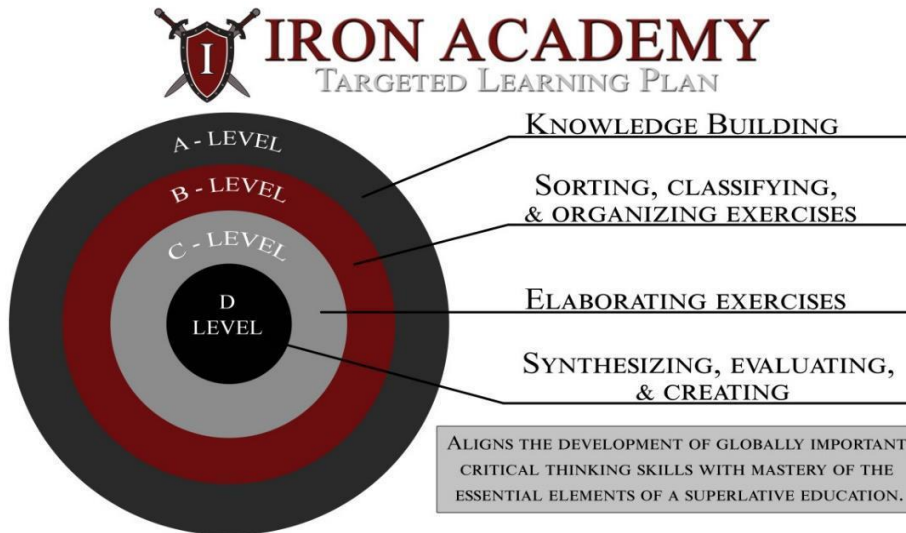 I
IRON ACADEMY
TARGETED LEARNING PLAN
A - LEVEL
B - LEVEL
C - LEVEL
D
LEVEL
KNOWLEDGE BUILDING
SORTING, CLASSIFYING,
& ORGANIZING EXERCISES
ELABORATING EXERCISES
SYNTHESIZING, EVALUATING,
& CREATING
ALIGNS THE DEVELOPMENT OF GLOBALLY IMPORTANT
CRITICAL THINKING SKILLS WITH MASTERY OF THE
ESSENTIAL ELEMENTS OF A SUPERLATIVE EDUCATION.